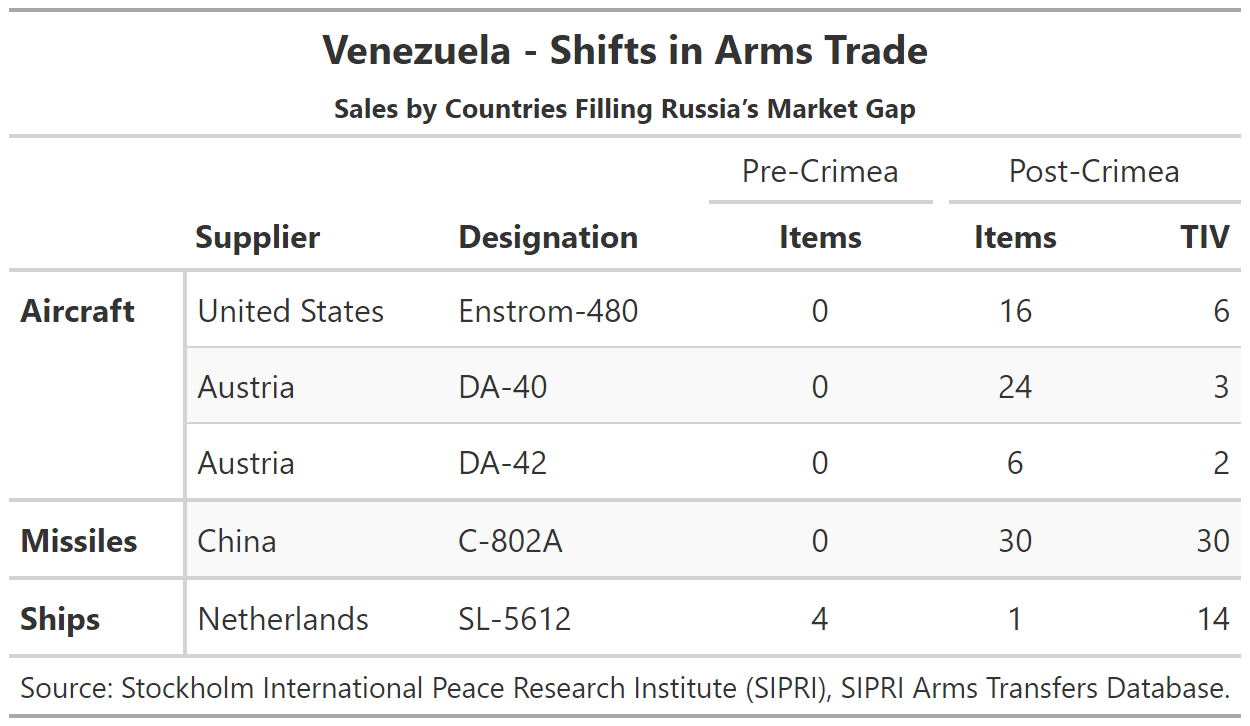 Venezuela - Shifts in Arms Trade
Sales by Countries Filling Russia’s Market Gap
Pre-Crimea Post-Crimea
Supplier Designation Items Items TIV
Aircraft United States Enstrom-480 0 16 6
Austria DA-40 0 24 3
Austria DA-42 0 6 2
Missiles China C-802A 0 30 30
Ships Netherlands SL-5612 4 1 14
Source: Stockholm International Peace Research Institute (SIPRI), SIPRI Arms Transfers Database.